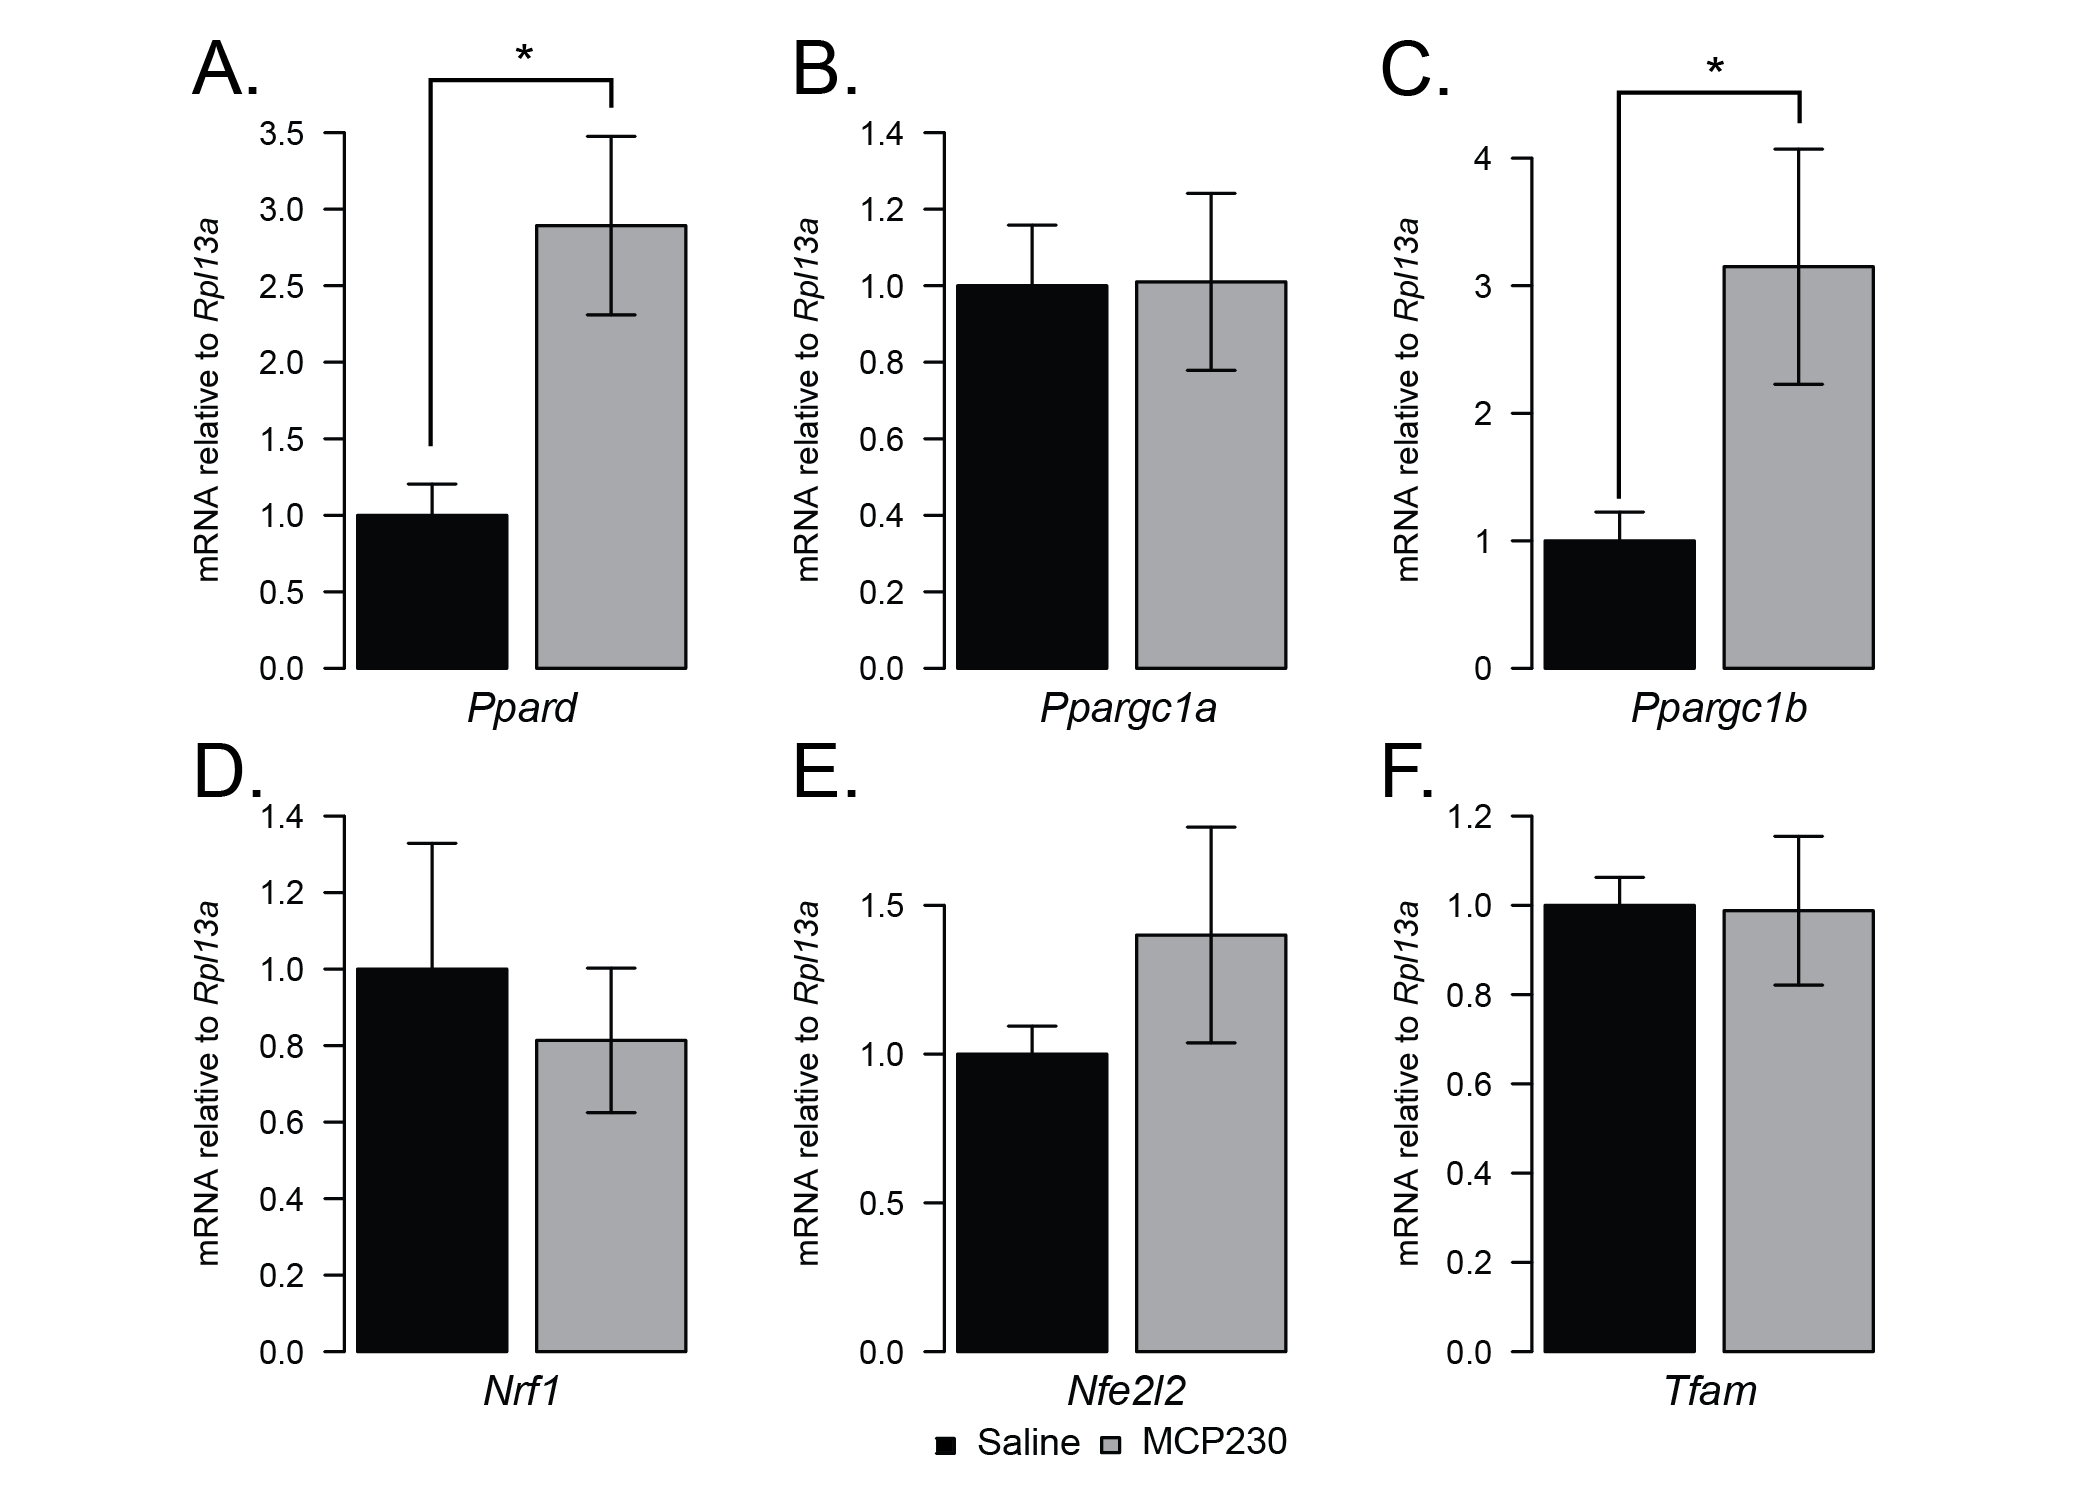 A.
*
3.5
3.0
2.5
2.0
1.5
1.0
0.5
0.0
mRNA relative to Rpl13a
Ppard
B.
1.4
1.2
1.0
0.8
0.6
0.4
0.2
0.0
mRNA relative to Rpl13a
Ppargc1a
C.
*
4
3
2
1
0
mRNA relative to Rpl13a
Ppargc1b
D.
1.4
1.2
1.0
0.8
0.6
0.4
0.2
0.0
mRNA relative to Rpl13a
Nrf1
E.
1.5
1.0
0.5
0.0
mRNA relative to Rpl13a
Nfe2l2
F.
1.2
1.0
0.8
0.6
0.4
0.2
0.0
mRNA relative to Rpl13a
Tfam
Saline MCP230